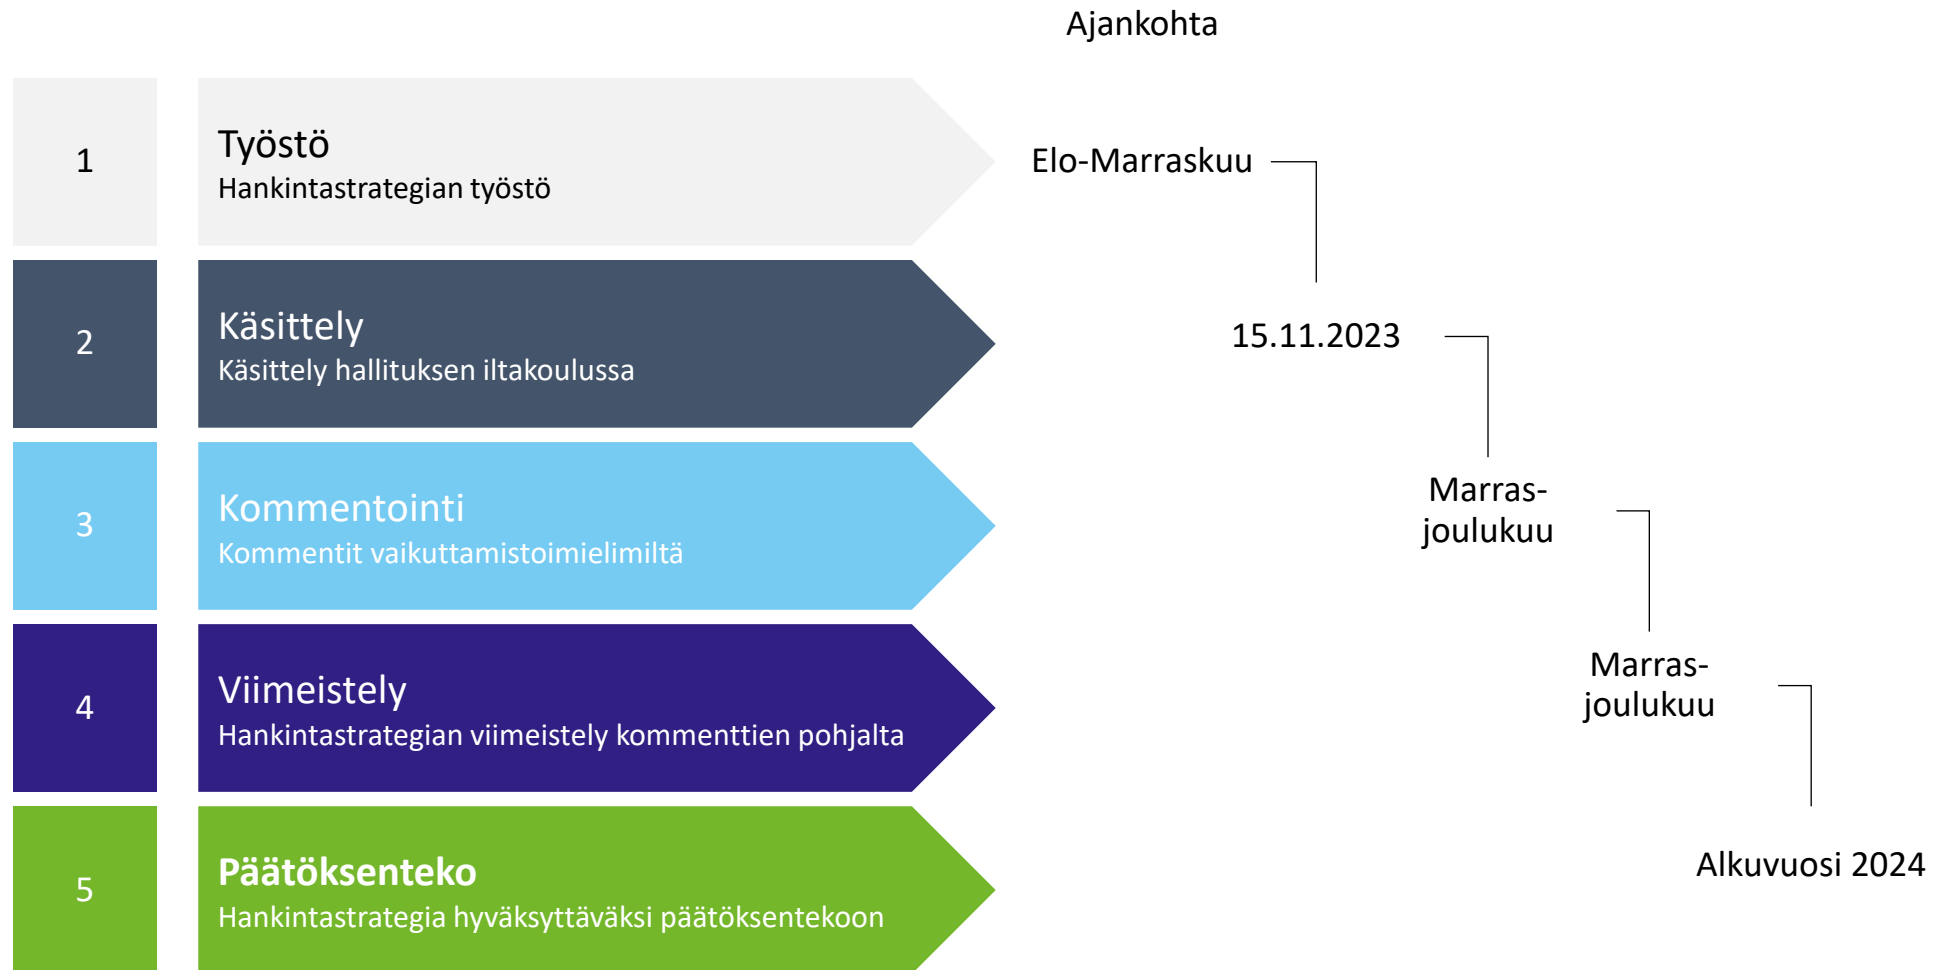 Ajankohta
1
Työstö
Hankintastrategian työstö
Elo-Marraskuu
2
Käsittely
Käsittely hallituksen iltakoulussa
15.11.2023
3
Kommentointi
Kommentit vaikuttamistoimielimiltä
Marras-
joulukuu
4
Viimeistely
Hankintastrategian viimeistely kommenttien pohjalta
Marras-
joulukuu
5
Päätöksenteko
Hankintastrategia hyväksyttäväksi päätöksentekoon
Alkuvuosi 2024